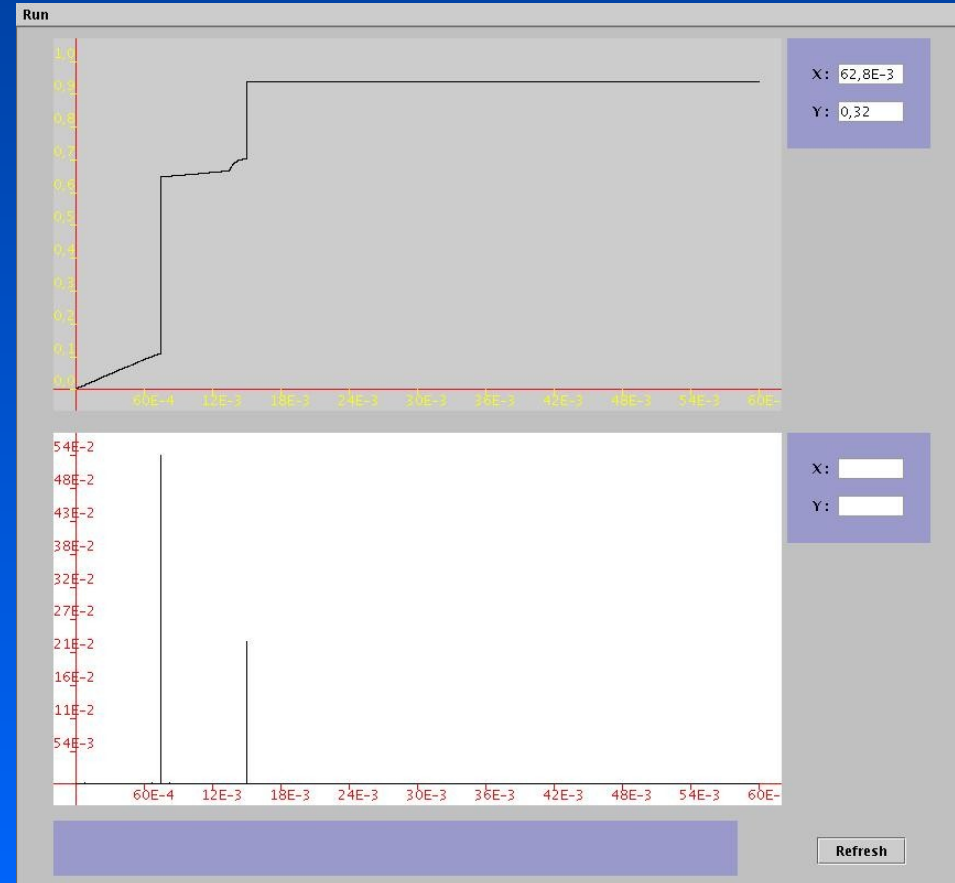 Run
1,0
0,9
0,8
0,7
0,6
0,5
0,4
0,3
0,2
0,1
0,0
60E-4 12E-3 18E-3 24E-3 30E-3 36E-3 42E-3 48E-3 54E-3 60E-
X: 62,8E-3
Y: 0,32
54E-2
48E-2
43E-2
38E-2
32E-2
27E-2
21E-2
16E-2
11E-2
54E-3
60E-4 12E-3 18E-3 24E-3 30E-3 36E-3 42E-3 48E-3 54E-3 60E-
X:
Y:
Refresh